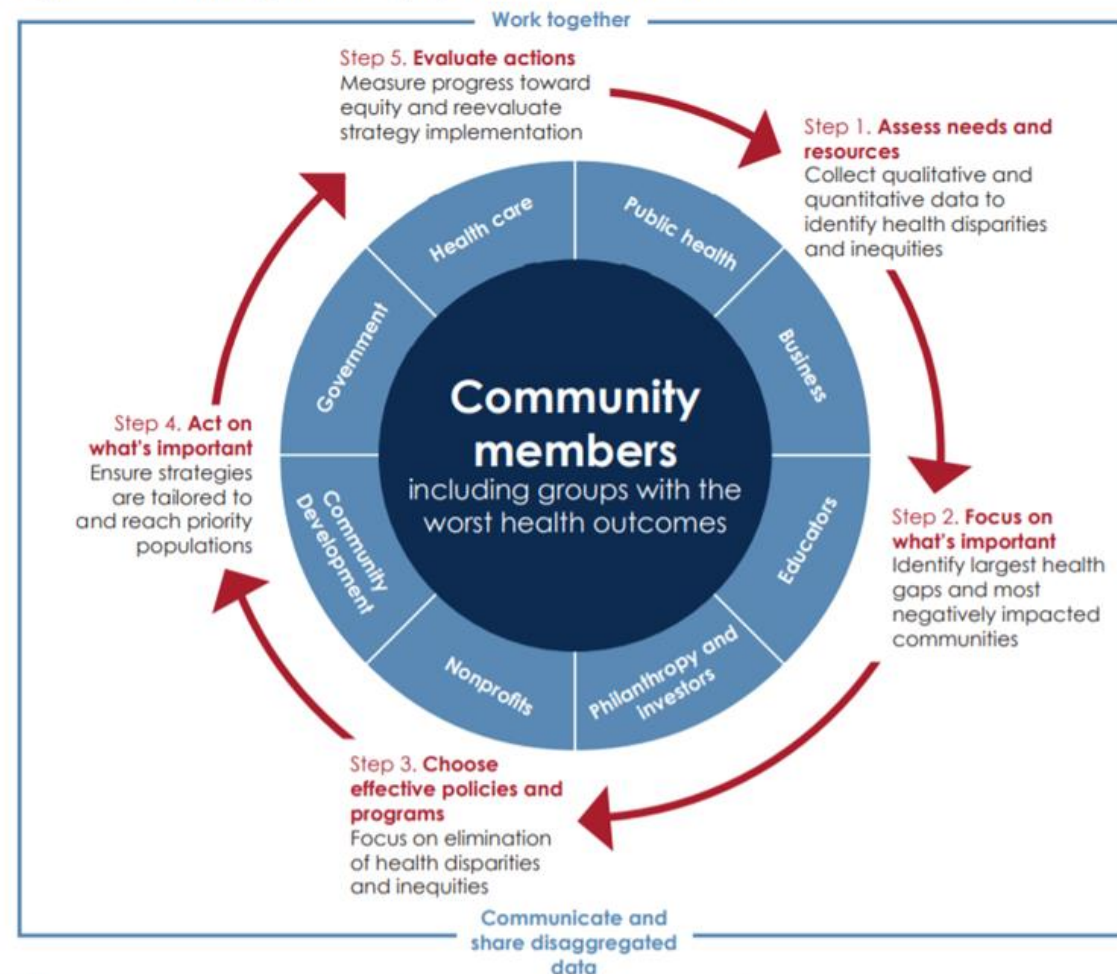 Work together
Step 5. Evaluate actions
Measure progress toward
equity and reevaluate
strategy implementation
Step 1. Assess needs and
resources
Collect qualitative and
quantitative data to
identify health disparities
and inequities
Health care
Public health
Government
Business
Community
members
including groups with the
worst health outcomes
Step 4. Act on
what's important
Ensure strategies
are tailored to
and reach priority
populations
Step 2. Focus on
what's important
Identify largest health
gaps and most
negatively impacted
communities
Community
Development
Educators
Nonprofits
Philanthropy and
investors
Step 3. Choose
effective policies and
programs
Focus on elimination
of health disparities
and inequities
Communicate and
share disaggregated
data